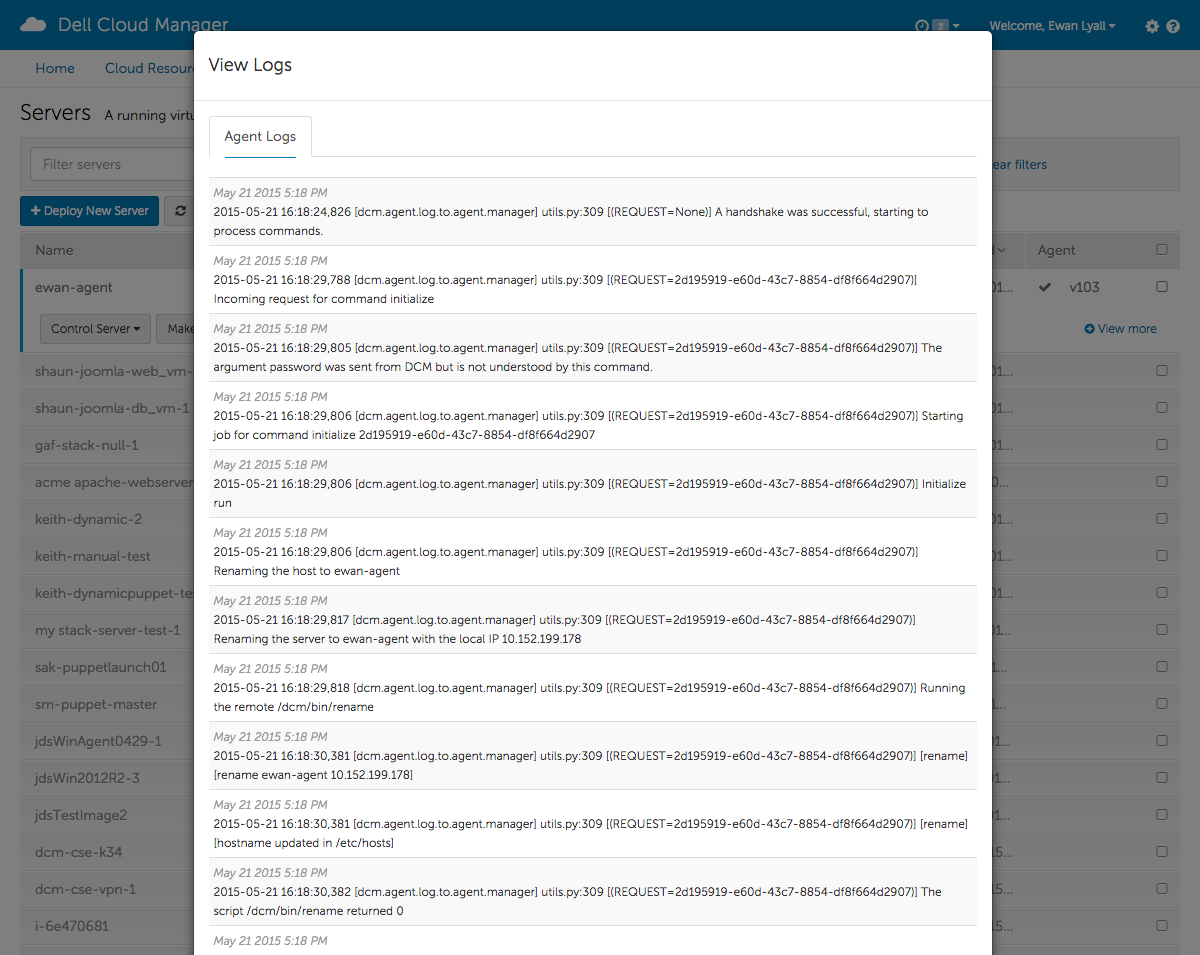 Dell Cloud Manager
2
Welcome, Ewan Lyall
Home
Cloud
Servers
A running
Filter servers
filters
Deploy New Server
Name
Agent
ewan-agent
v103
Control Server
View more
shaun-joomla-web_vm-
shaun-joomla-db_vm-1
gaf-stack-null-1
acme apache-webserver
keith-dynamic-2
keith-manual-test
keith-dynamicpuppet-
my stack-server-test-1
sak-puppetlaunch01
sm-puppet-master
jdsWinAgent0429-1
jdsWin2012R2-3
jdsTestImage2
dcm-cse-k34
dcm-cse-vpn-1
i-6e470681
View Logs
Agent Logs
May 21 2015 5:18 PM
2015-05-21 16:18:24,826 [dcm.agent.log.to.agent.manager] utils.py:309 [(REQUEST=None)] A handshake was successful, starting to
process commands.
May 21 2015 5:18 PM
2015-05-21 16:18:29,788 [dcm.agent.log.to.agent.manager] utils.py:309 [(REQUEST=2d195919-e60d-43c7-8854-df8f664d2907)]
Incoming request for command initialize
May 21 2015 5:18 PM
2015-05-21 16:18:29,805 [dcm.agent.log.to.agent.manager] utils.py:309 [(REQUEST=2d195919-e60d-43c7-8854-df8f664d2907)] The
argument password was sent from DCM but is not understood by this command.
May 21 2015 5:18 PM
2015-05-21 16:18:29,806 [dcm.agent.log.to.agent.manager] utils.py:309 [(REQUEST=2d195919-e60d-43c7-8854-df8f664d2907)] Starting
job for command initialize 2d195919-e60d-43c7-8854-df8f664d2907
May 21 2015 5:18 PM
2015-05-21 16:18:29,806 [dcm.agent.log.to.agent.manager] utils.py:309 [(REQUEST=2d195919-e60d-43c7-8854-df8f664d2907)] Initialize
run
May 21 2015 5:18 PM
2015-05-21 16:18:29,806 [dcm.agent.log.to.agent.manager] utils.py:309 [(REQUEST=2d195919-e60d-43c7-8854-df8f664d2907)]
Renaming the host to ewan-agent
May 21 2015 5:18 PM
2015-05-21 16:18:29,817 [dcm.agent.log.to.agent.manager] utils.py:309 [(REQUEST=2d195919-e60d-43c7-8854-df8f664d2907)]
Renaming the server to ewan-agent with the local IP 10.152.199.178
May 21 2015 5:18 PM
2015-05-21 16:18:29,818 [dcm.agent.log.to.agent.manager] utils.py:309 [(REQUEST=2d195919-e60d-43c7-8854-df8f664d2907)] Running
the remote /dcm/bin/rename
May 21 2015 5:18 PM
2015-05-21 16:18:30,381 [dcm.agent.log.to.agent.manager] utils.py:309 [(REQUEST=2d195919-e60d-43c7-8854-df8f664d2907)] [rename]
[rename ewan-agent 10.152.199.178]
May 21 2015 5:18 PM
2015-05-21 16:18:30,381 [dcm.agent.log.to.agent.manager] utils.py:309 [(REQUEST=2d195919-e60d-43c7-8854-df8f664d2907)] [rename]
[hostname updated in /etc/hosts]
May 21 2015 5:18 PM
2015-05-21 16:18:30,382 [dcm.agent.log.to.agent.manager] utils.py:309 [(REQUEST=2d195919-e60d-43c7-8854-df8f664d2907)] The
script /dcm/bin/rename returned 0
May 21 2015 5:18 PM